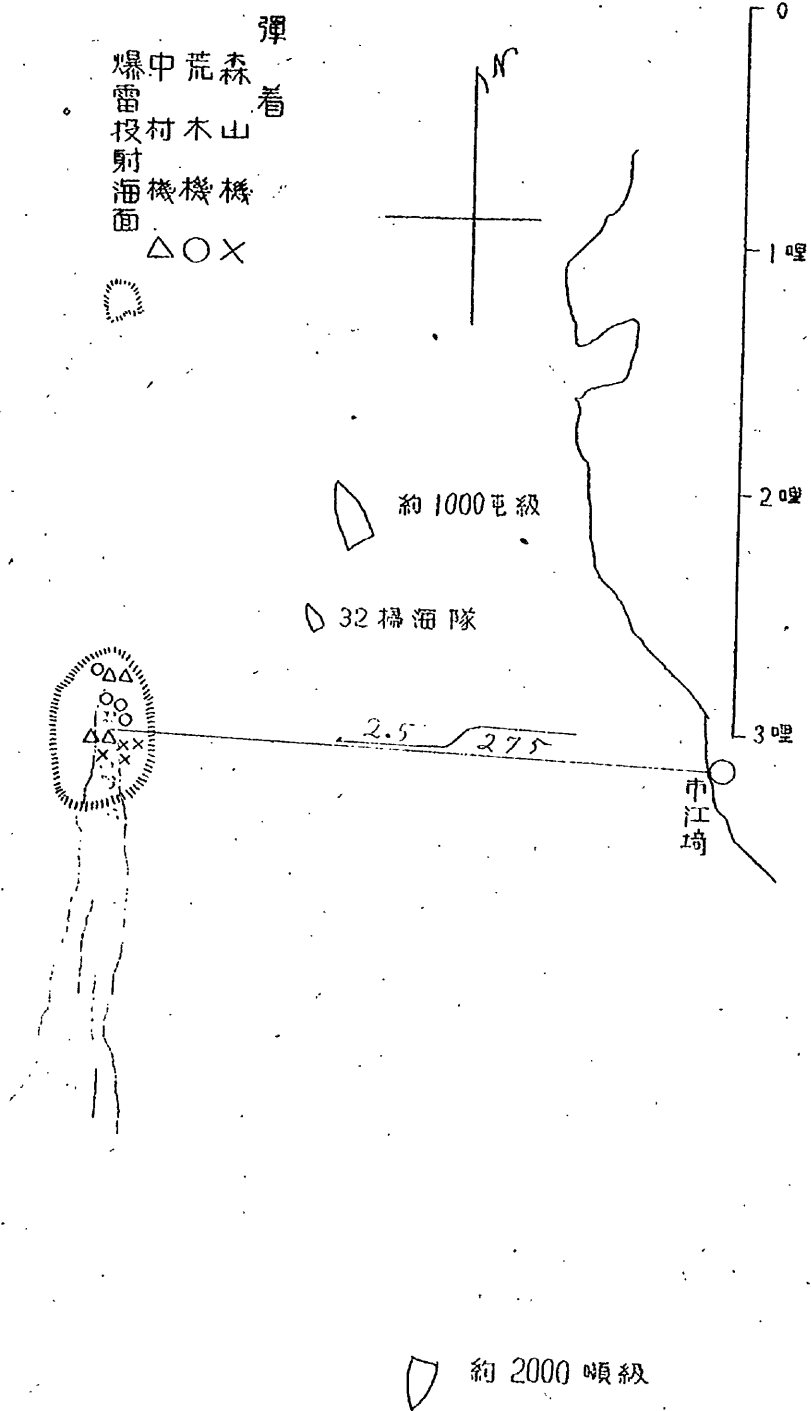 彈着
森山機 ×
荒木機 ○
中村機 △
爆雷投射海面
N
0
1哩
2哩
3哩
約1000屯級
32掃海隊
2.5
275
市江埼
約2000噸級